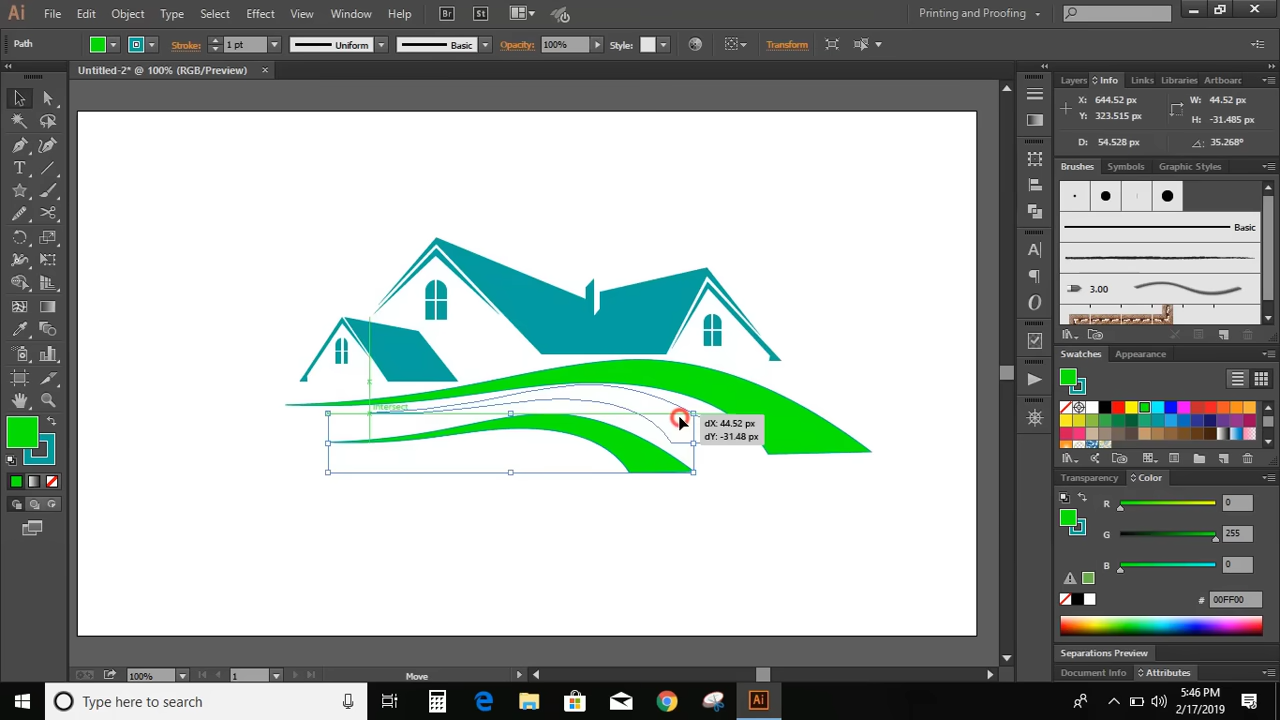 Ai File Edit Object Type Select Effect View Window Help Br St Printing and Proofing
Path Stroke: 1 pt Uniform Basic Opacity: 100% Style: Transform
Untitled-2* @ 100% (RGB/Preview) ×
Layers Info Links Libraries Artboard
X: 644.52 px W: 44.52 px
Y: 323.515 px H: -31.485 px
D: 54.528 px 35.268°
Brushes Symbols Graphic Styles
Basic
3.00
Swatches Appearance
intersect
dX: 44.52 px
dY: -31.48 px
Transparency Color
R 0
G 255
B 0
# 00FF00
Separations Preview
Document Info Attributes
100% 1 Move
Type here to search
Ai
5:46 PM
2/17/2019